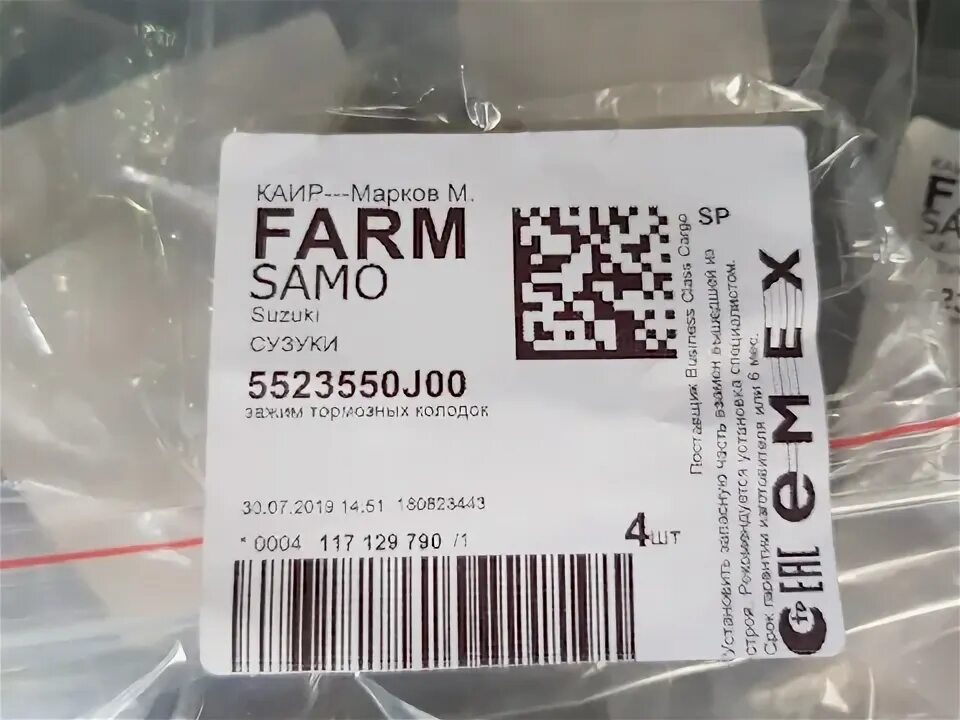 КАИР---Марков М.
FARM
SAMO
Suzuki
СУЗУКИ
5523550J00
зажим тормозных колодок
30.07.2019 14:51 180823443
* 0004 117 129 790 /1
4шт
SP
Поставщик Business Class Cargo
Установить запасную часть взамен вышедшей из
строя. Рекомендуется установка специалистом.
Срок гарантии изготовителя или 6 мес.
eMEX
EAC
F
SA